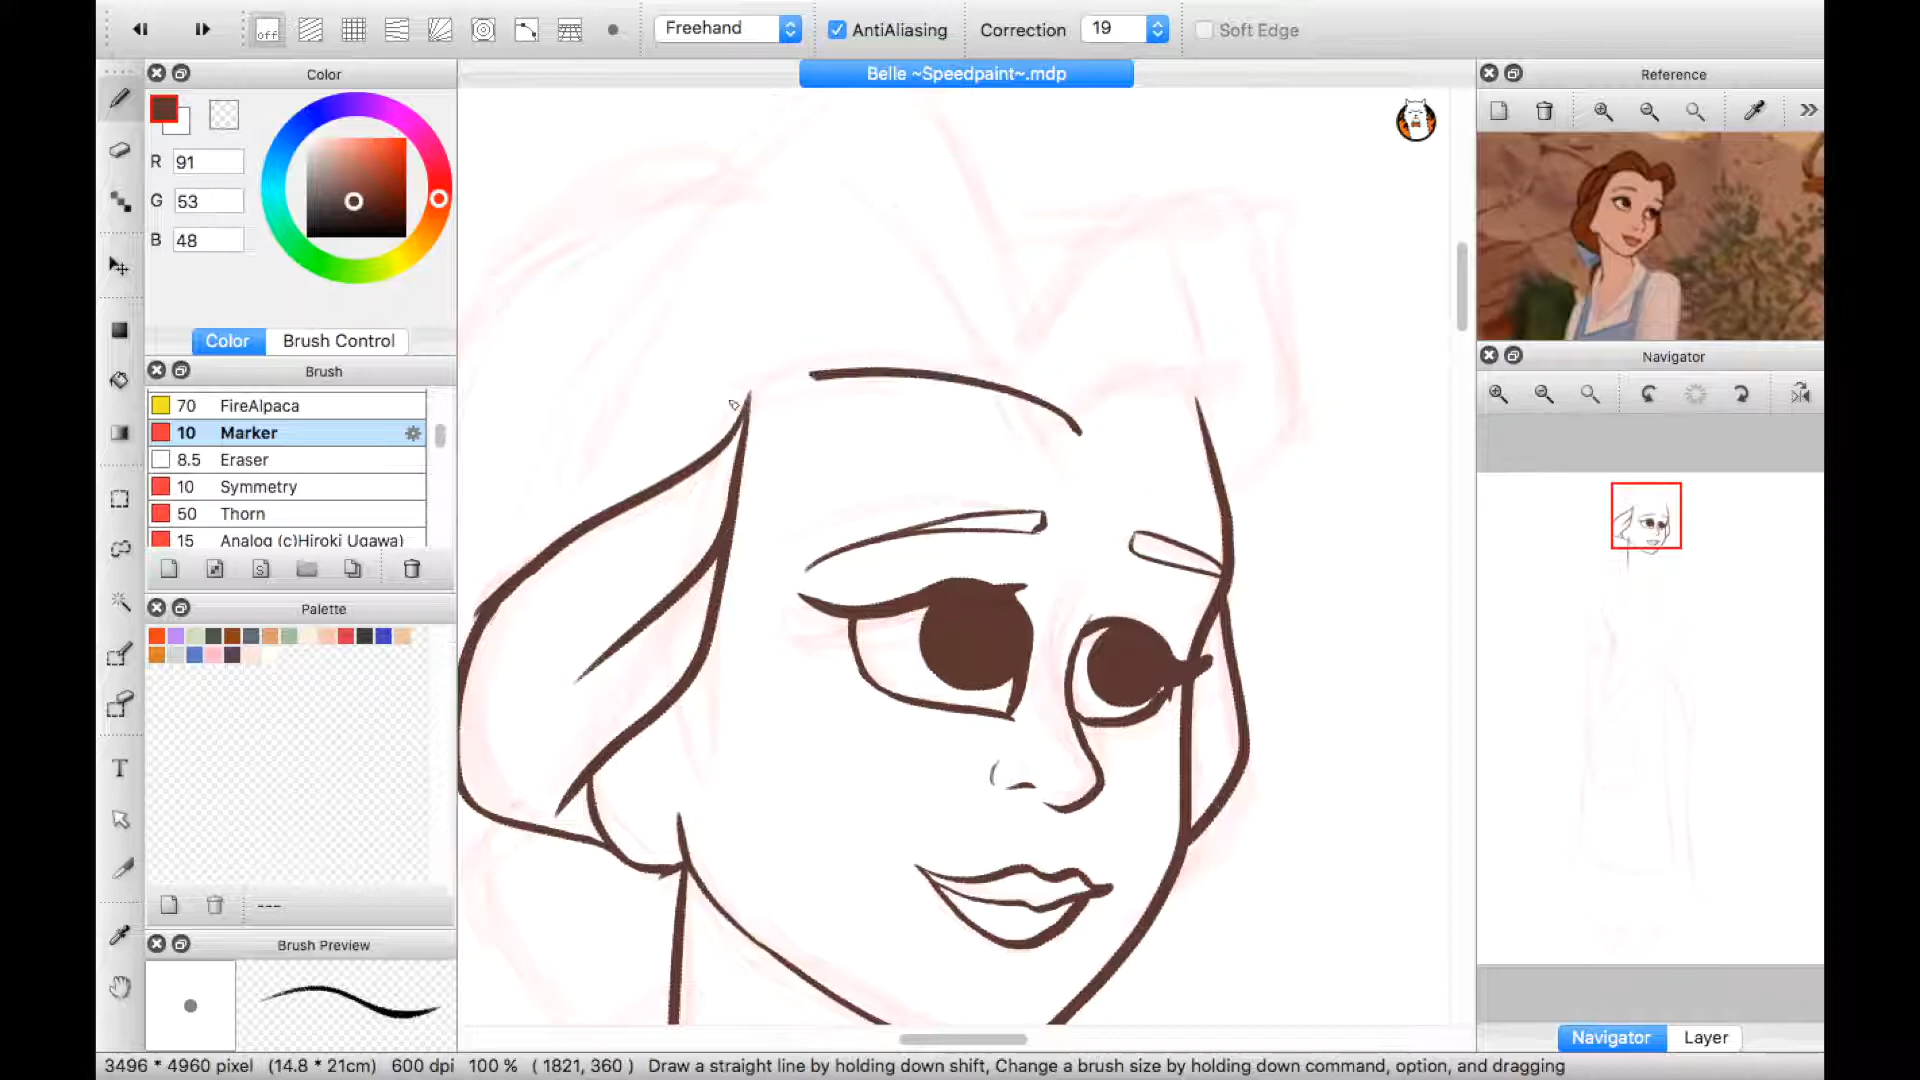 off
Freehand
AntiAliasing
Correction
19
Soft Edge
Color
Belle ~Speedpaint~.mdp
Reference
R 91
G 53
B 48
Color
Brush Control
Navigator
Brush
70 FireAlpaca
10 Marker
8.5 Eraser
10 Symmetry
50 Thorn
15 Analog (c)Hiroki Ugawa)
Palette
T
---
Brush Preview
Navigator
Layer
3496 * 4960 pixel (14.8 * 21cm) 600 dpi 100 % ( 1821, 360 ) Draw a straight line by holding down shift, Change a brush size by holding down command, option, and dragging